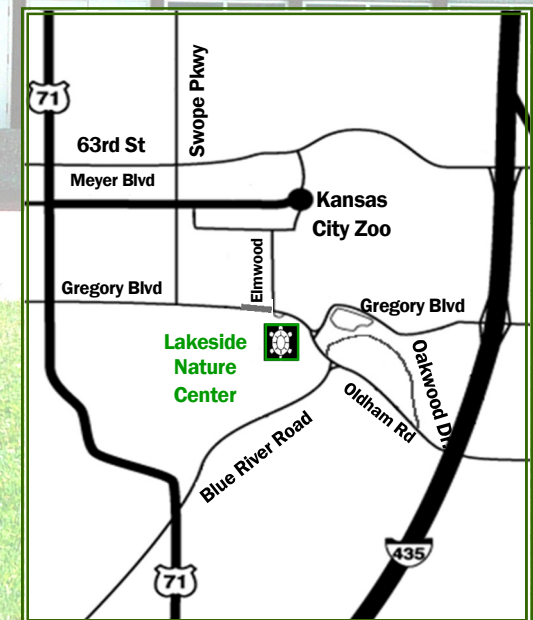 71
Swope Pkwy
63rd St
Meyer Blvd
Kansas
City Zoo
Elmwood
Gregory Blvd
Gregory Blvd
Lakeside
Nature
Center
Oakwood Dr.
Oldham Rd
Blue River Road
435
71